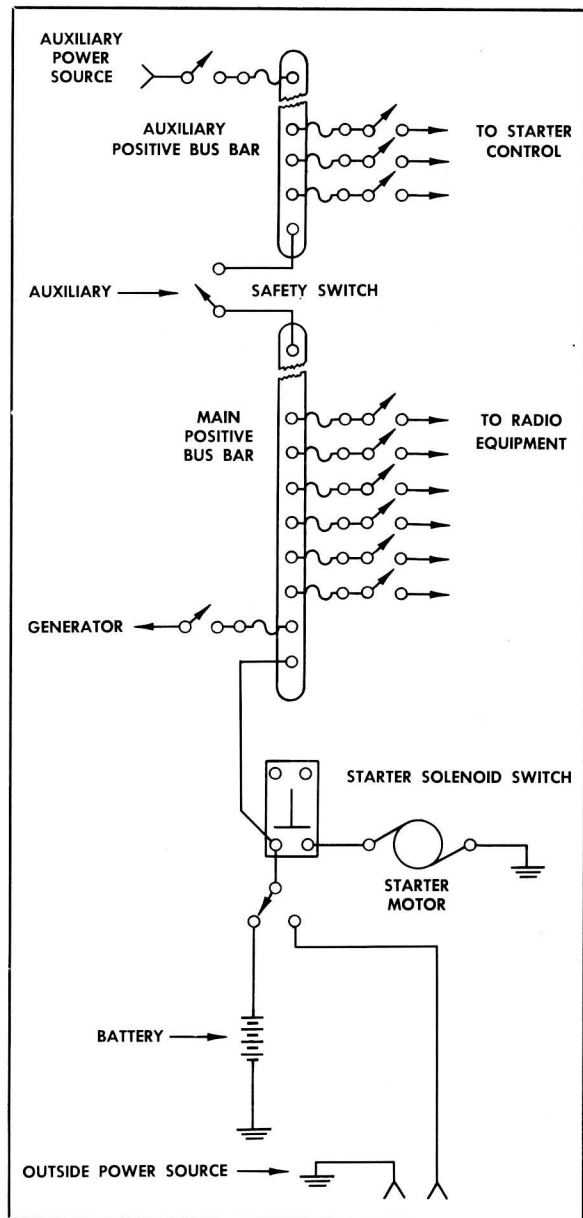 AUXILIARY
POWER
SOURCE
AUXILIARY
POSITIVE BUS BAR
TO STARTER
CONTROL
AUXILIARY
SAFETY SWITCH
MAIN
POSITIVE
BUS BAR
TO RADIO
EQUIPMENT
GENERATOR
STARTER SOLENOID SWITCH
STARTER
MOTOR
BATTERY
OUTSIDE POWER SOURCE